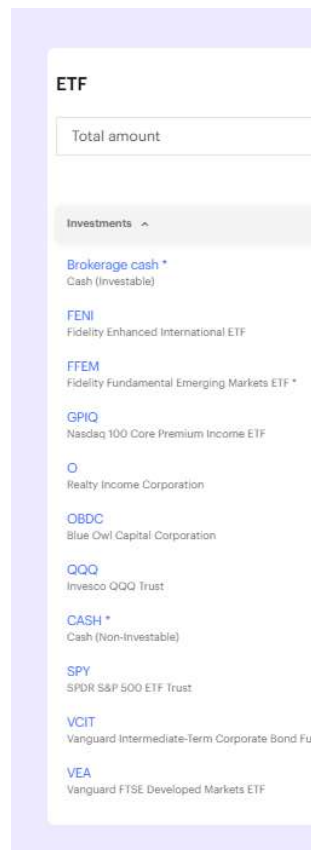 ETF
Total amount
Investments
Brokerage cash *
Cash (Investable)
FENI
Fidelity Enhanced International ETF
FFEM
Fidelity Fundamental Emerging Markets ETF *
GPIQ
Nasdaq 100 Core Premium Income ETF
O
Realty Income Corporation
OBDC
Blue Owl Capital Corporation
QQQ
Invesco QQQ Trust
CASH *
Cash (Non-Investable)
SPY
SPDR S&P 500 ETF Trust
VCIT
Vanguard Intermediate-Term Corporate Bond Fu
VEA
Vanguard FTSE Developed Markets ETF